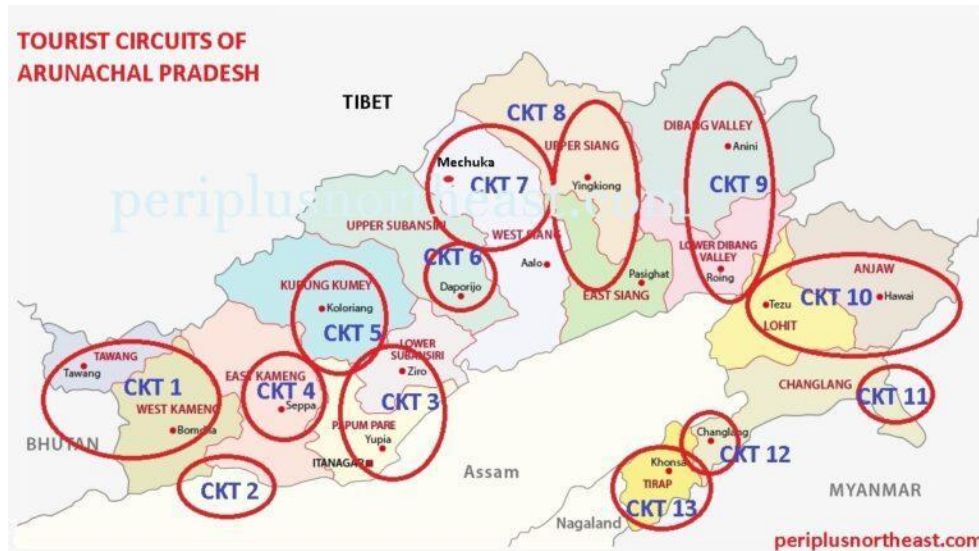 TOURIST CIRCUITS OF
ARUNACHAL PRADESH
TIBET
CKT 8
DIBANG VALLEY
UPPER SIANG
Anini
Mechuka
CKT 7
Yingkiong
CKT 9
periplusnortheast.com
UPPER SUBANSIRI
WEST SIANG
LOWER DIBANG
VALLEY
CKT 6
Aalo
Pasighat
Roing
ANJAW
KURUNG KUMEY
Daporijo
EAST SIANG
CKT 10
Hawai
Koloriang
Tezu
CKT 5
LOHIT
LOWER
SUBANSIRI
TAWANG
Tawang
Ziro
EAST KAMENG
CKT 1
CKT 4
CKT 3
CHANGLANG
CKT 11
WEST KAMENG
Seppa
PAPUM PARE
BHUTAN
Bomdila
Yupia
Changlang
ITANAGAR
CKT 12
Assam
Khonsa
CKT 2
TIRAP
MYANMAR
CKT 13
Nagaland
periplusnortheast.com